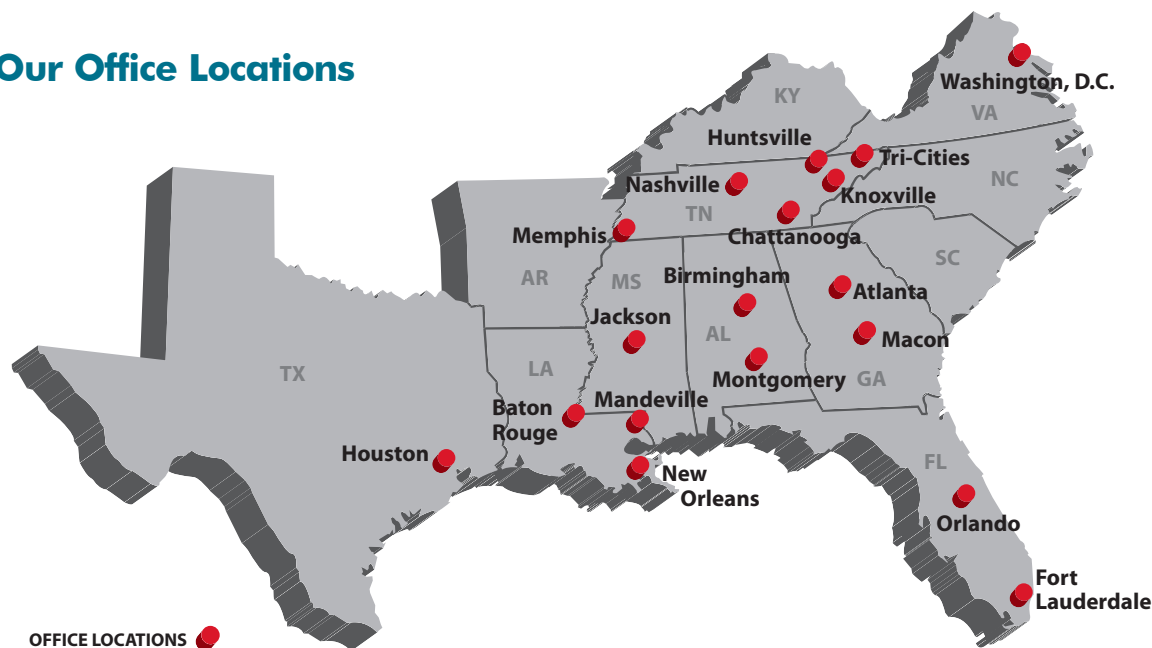 Our Office Locations
Washington, D.C.
KY
VA
Huntsville
Tri-Cities
Nashville
NC
Knoxville
TN
Memphis
Chattanooga
SC
AR
MS
Birmingham
Atlanta
Jackson
AL
Macon
LA
TX
Montgomery
GA
Mandeville
Baton
Rouge
Houston
FL
New
Orleans
Orlando
Fort
Lauderdale
OFFICE LOCATIONS